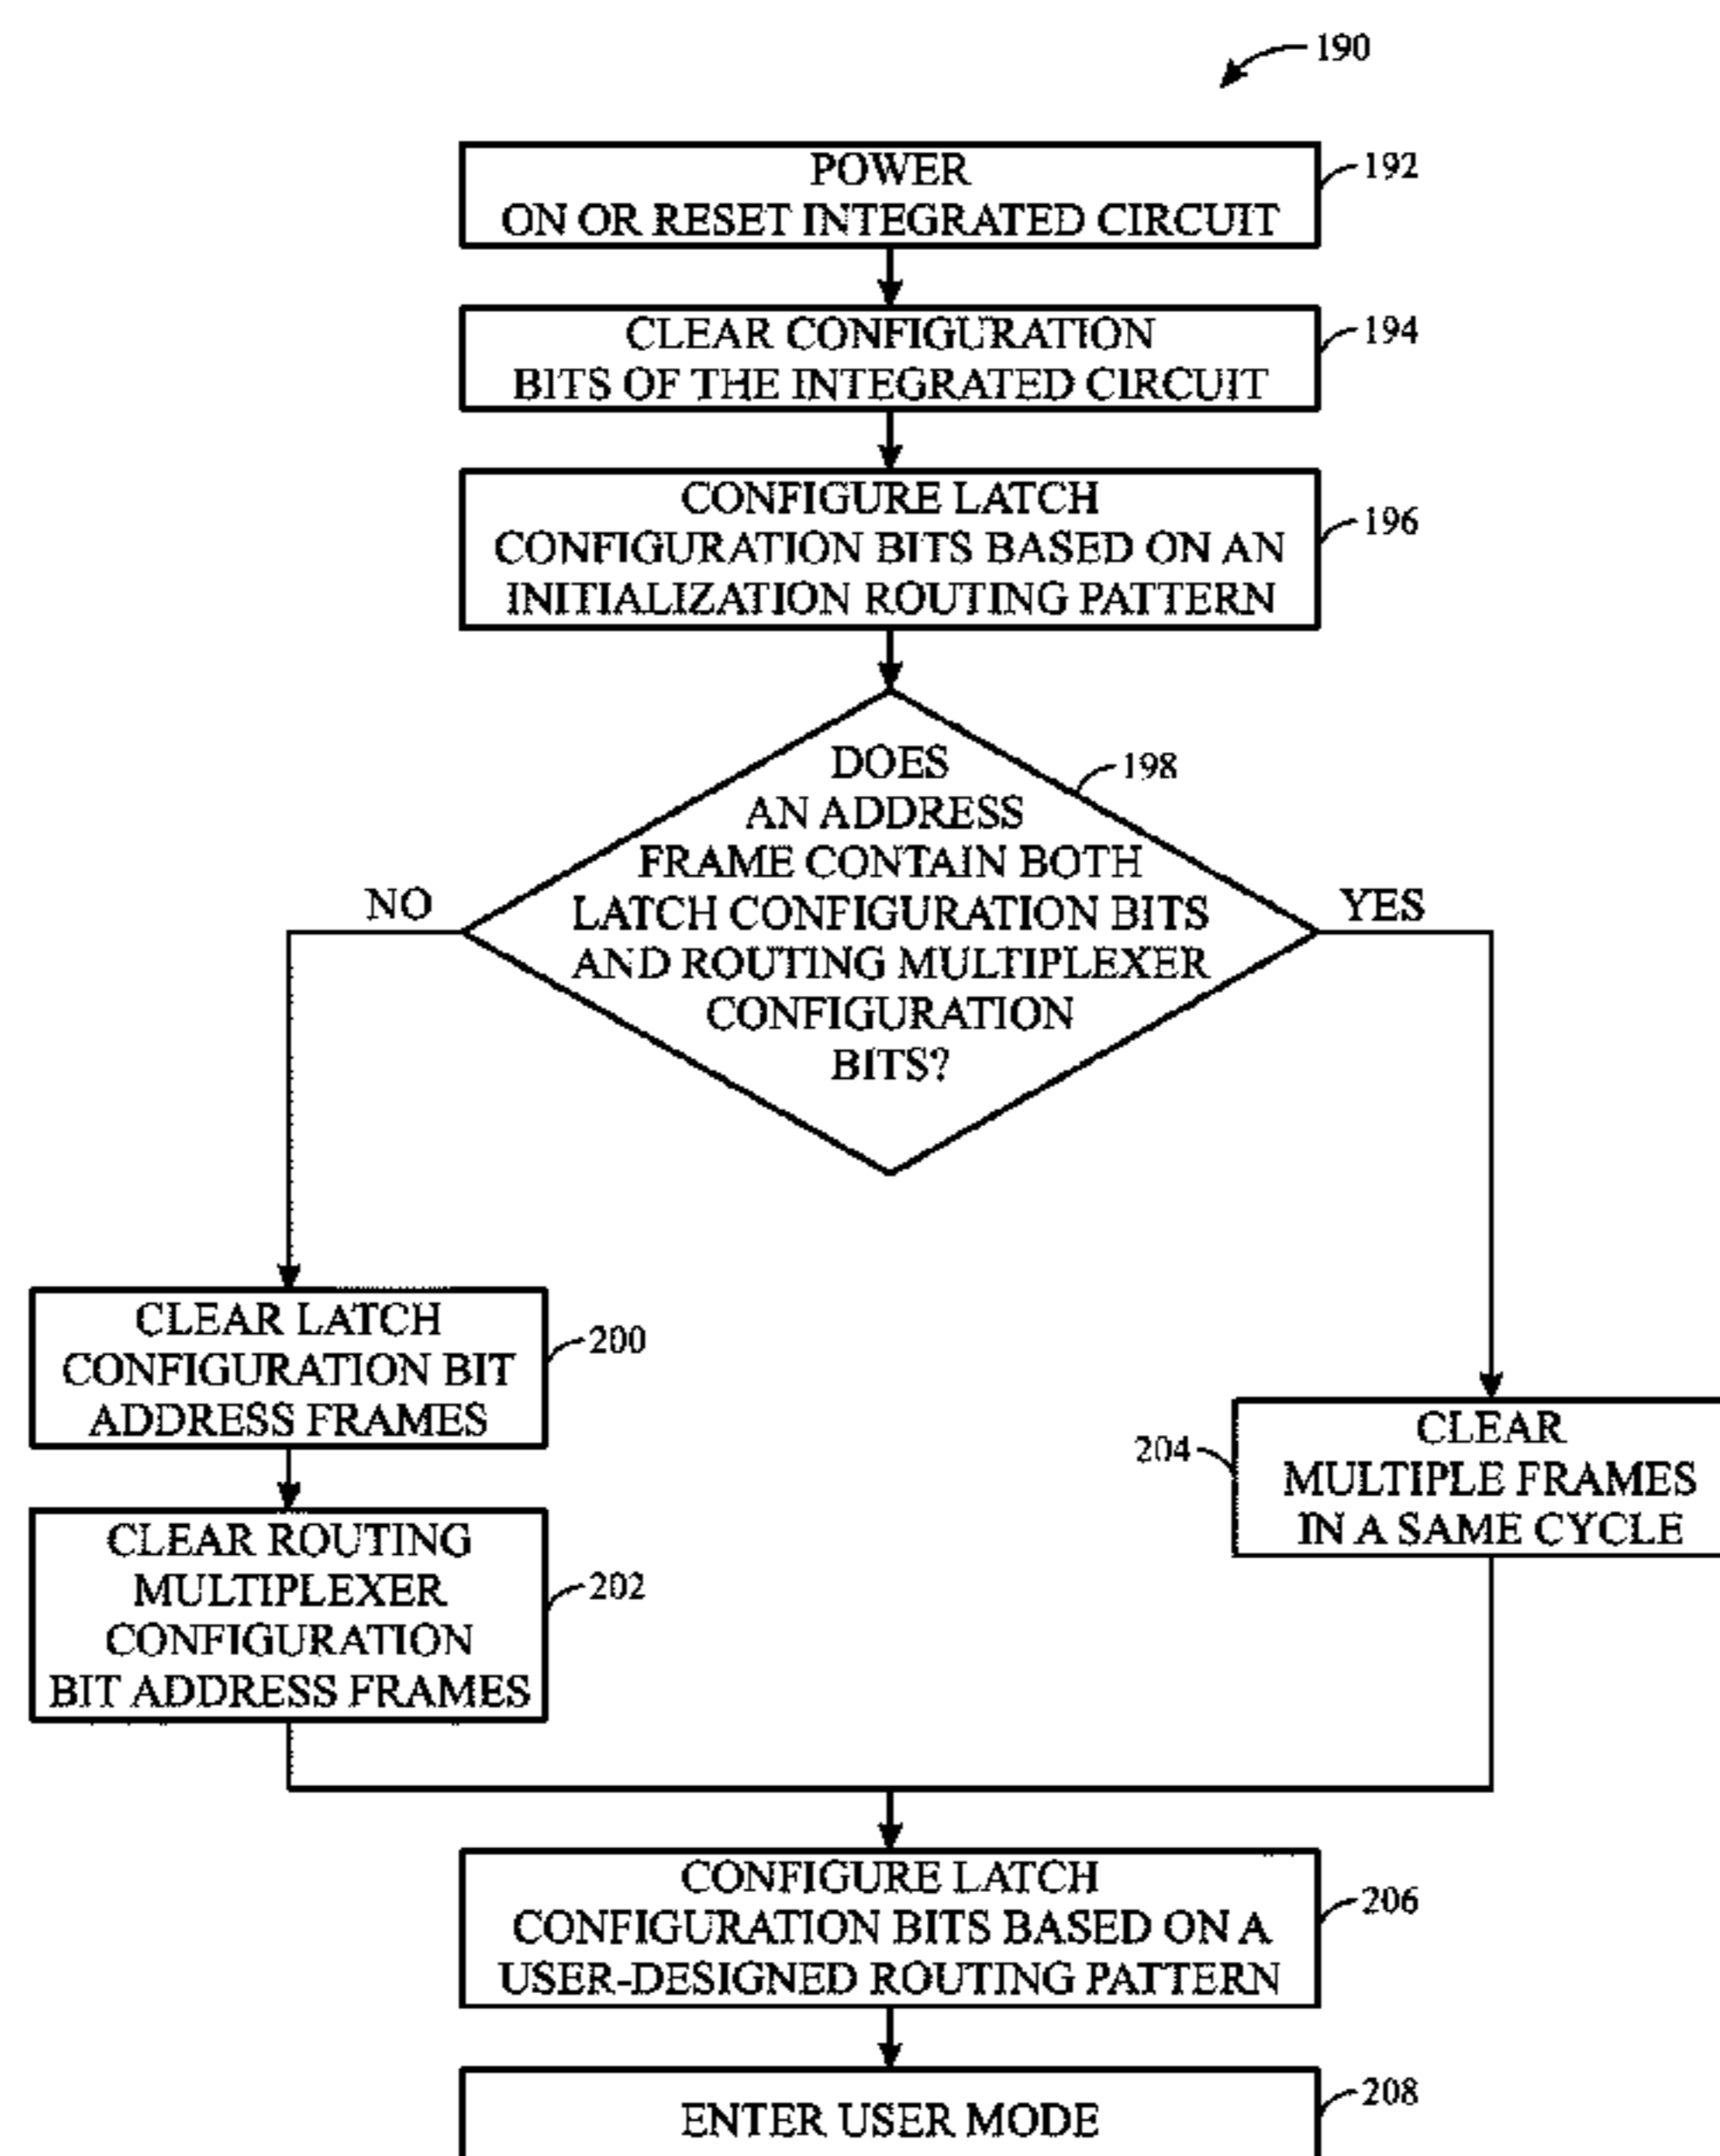 190
POWER
ON OR RESET INTEGRATED CIRCUIT
192
CLEAR CONFIGURATION
BITS OF THE INTEGRATED CIRCUIT
194
CONFIGURE LATCH
CONFIGURATION BITS BASED ON AN
INITIALIZATION ROUTING PATTERN
196
DOES
AN ADDRESS
FRAME CONTAIN BOTH
LATCH CONFIGURATION BITS
AND ROUTING MULTIPLEXER
CONFIGURATION
BITS?
198
NO
YES
CLEAR LATCH
CONFIGURATION BIT
ADDRESS FRAMES
200
CLEAR ROUTING
MULTIPLEXER
CONFIGURATION
BIT ADDRESS FRAMES
202
204
CLEAR
MULTIPLE FRAMES
IN A SAME CYCLE
CONFIGURE LATCH
CONFIGURATION BITS BASED ON A
USER-DESIGNED ROUTING PATTERN
206
ENTER USER MODE
208